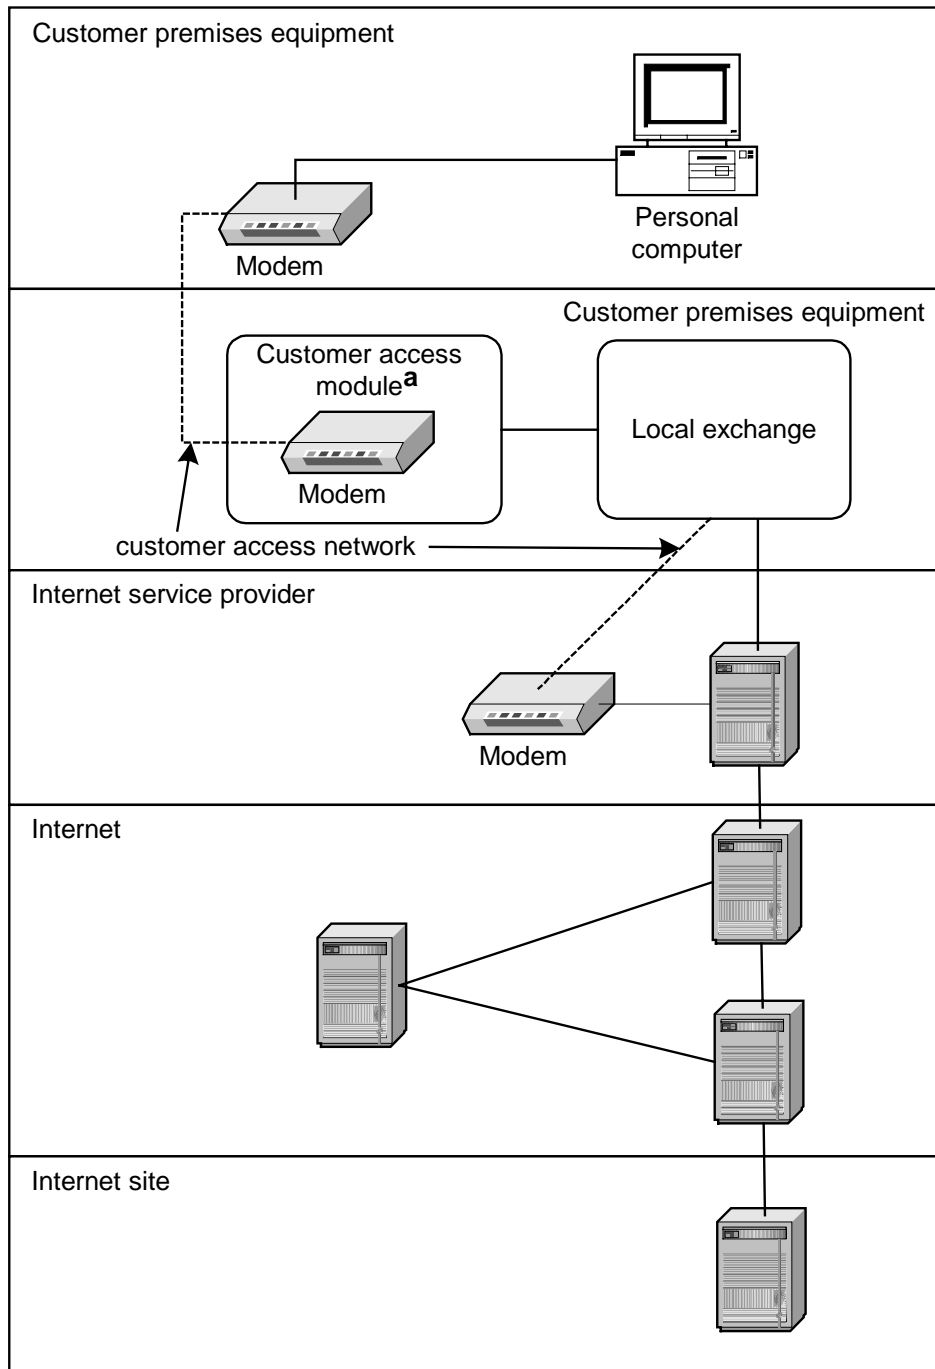 Customer premises equipment
Personal
computer
Modem
Customer premises equipment
Customer access
moduleª
Local exchange
Modem
customer access network
Internet service provider
Modem
Internet
Internet site